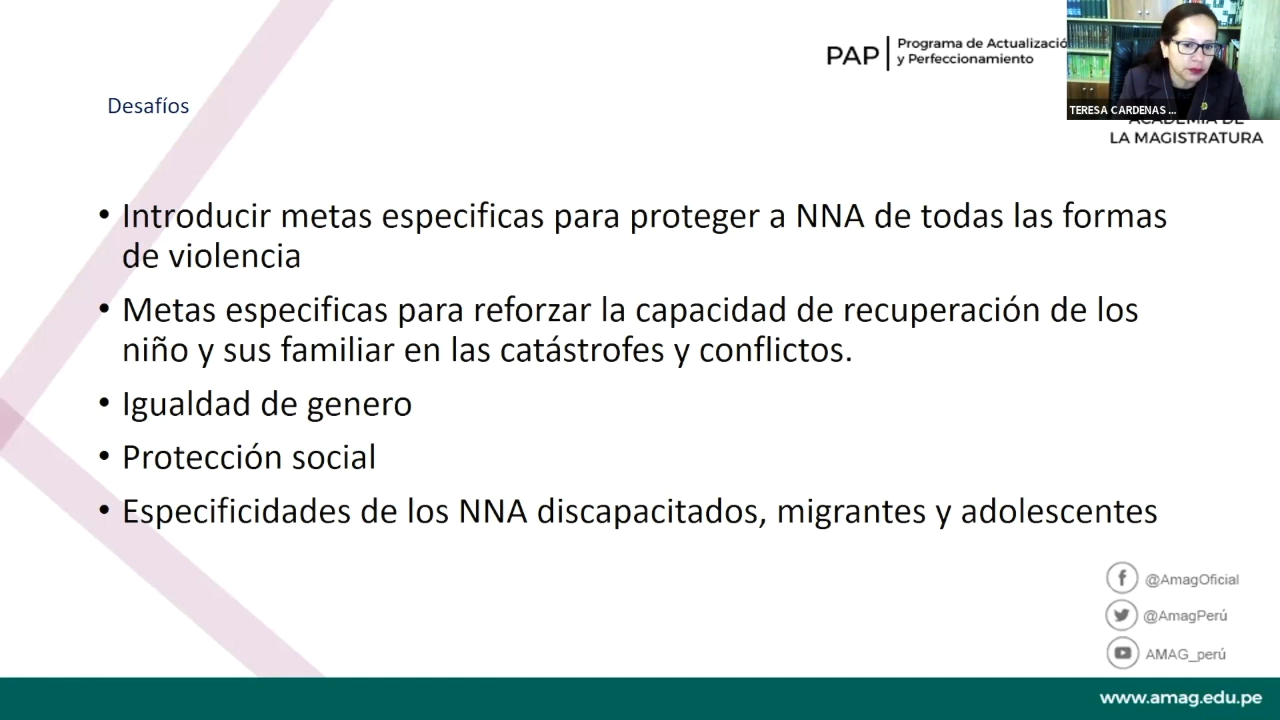 PAP
Programa de Actualizació
y Perfeccionamiento
TERESA CARDENAS ...
ACADEMIA DE
LA MAGISTRATURA
Desafíos
• Introducir metas especificas para proteger a NNA de todas las formas
de violencia
• Metas especificas para reforzar la capacidad de recuperación de los
niño y sus familiar en las catástrofes y conflictos.
• Igualdad de genero
• Protección social
• Especificidades de los NNA discapacitados, migrantes y adolescentes
@AmagOficial
@AmagPerú
AMAG_perú
www.amag.edu.pe